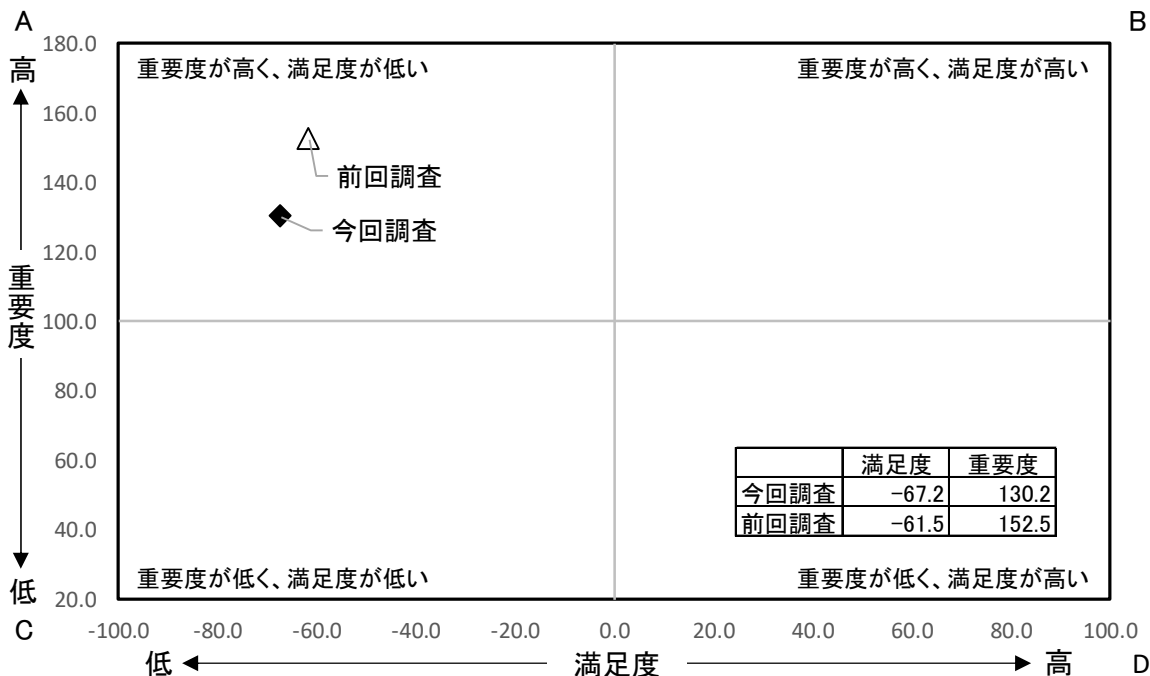 A
B
180.0
高
重要度が高く、満足度が低い
重要度が高く、満足度が高い
160.0
140.0
前回調査
今回調査
120.0
重要度
100.0
80.0
60.0
満足度 重要度
今回調査 -67.2 130.2
前回調査 -61.5 152.5
40.0
低
重要度が低く、満足度が低い
重要度が低く、満足度が高い
20.0
C
-100.0 -80.0 -60.0 -40.0 -20.0 0.0 20.0 40.0 60.0 80.0 100.0
低 満足度 高
D